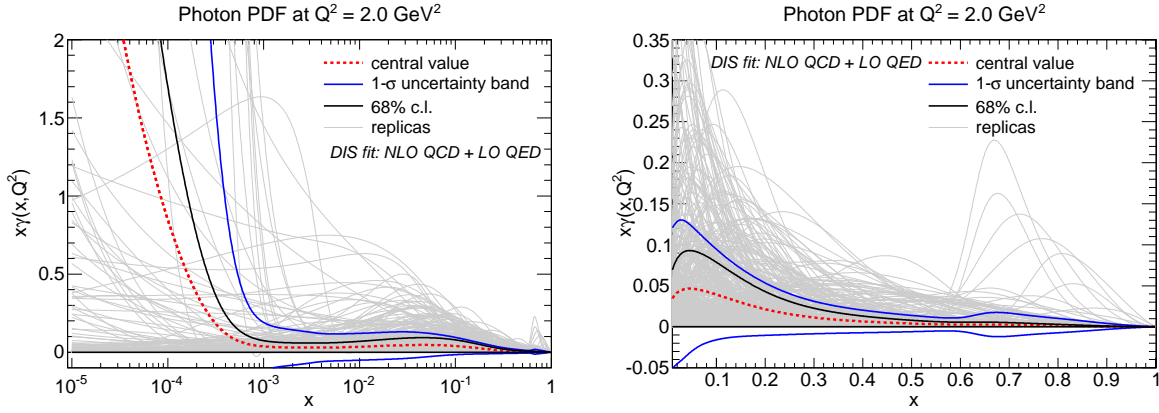 Photon PDF at Q² = 2.0 GeV²
xγ(x,Q²)
2
1.5
1
0.5
0
central value
1-σ uncertainty band
68% c.l.
replicas
DIS fit: NLO QCD + LO QED
10⁻⁵ 10⁻⁴ 10⁻³ 10⁻² 10⁻¹ 1
x
Photon PDF at Q² = 2.0 GeV²
xγ(x,Q²)
0.35
0.3
0.25
0.2
0.15
0.1
0.05
0
-0.05
DIS fit: NLO QCD + LO QED
central value
1-σ uncertainty band
68% c.l.
replicas
0.1 0.2 0.3 0.4 0.5 0.6 0.7 0.8 0.9 1
x